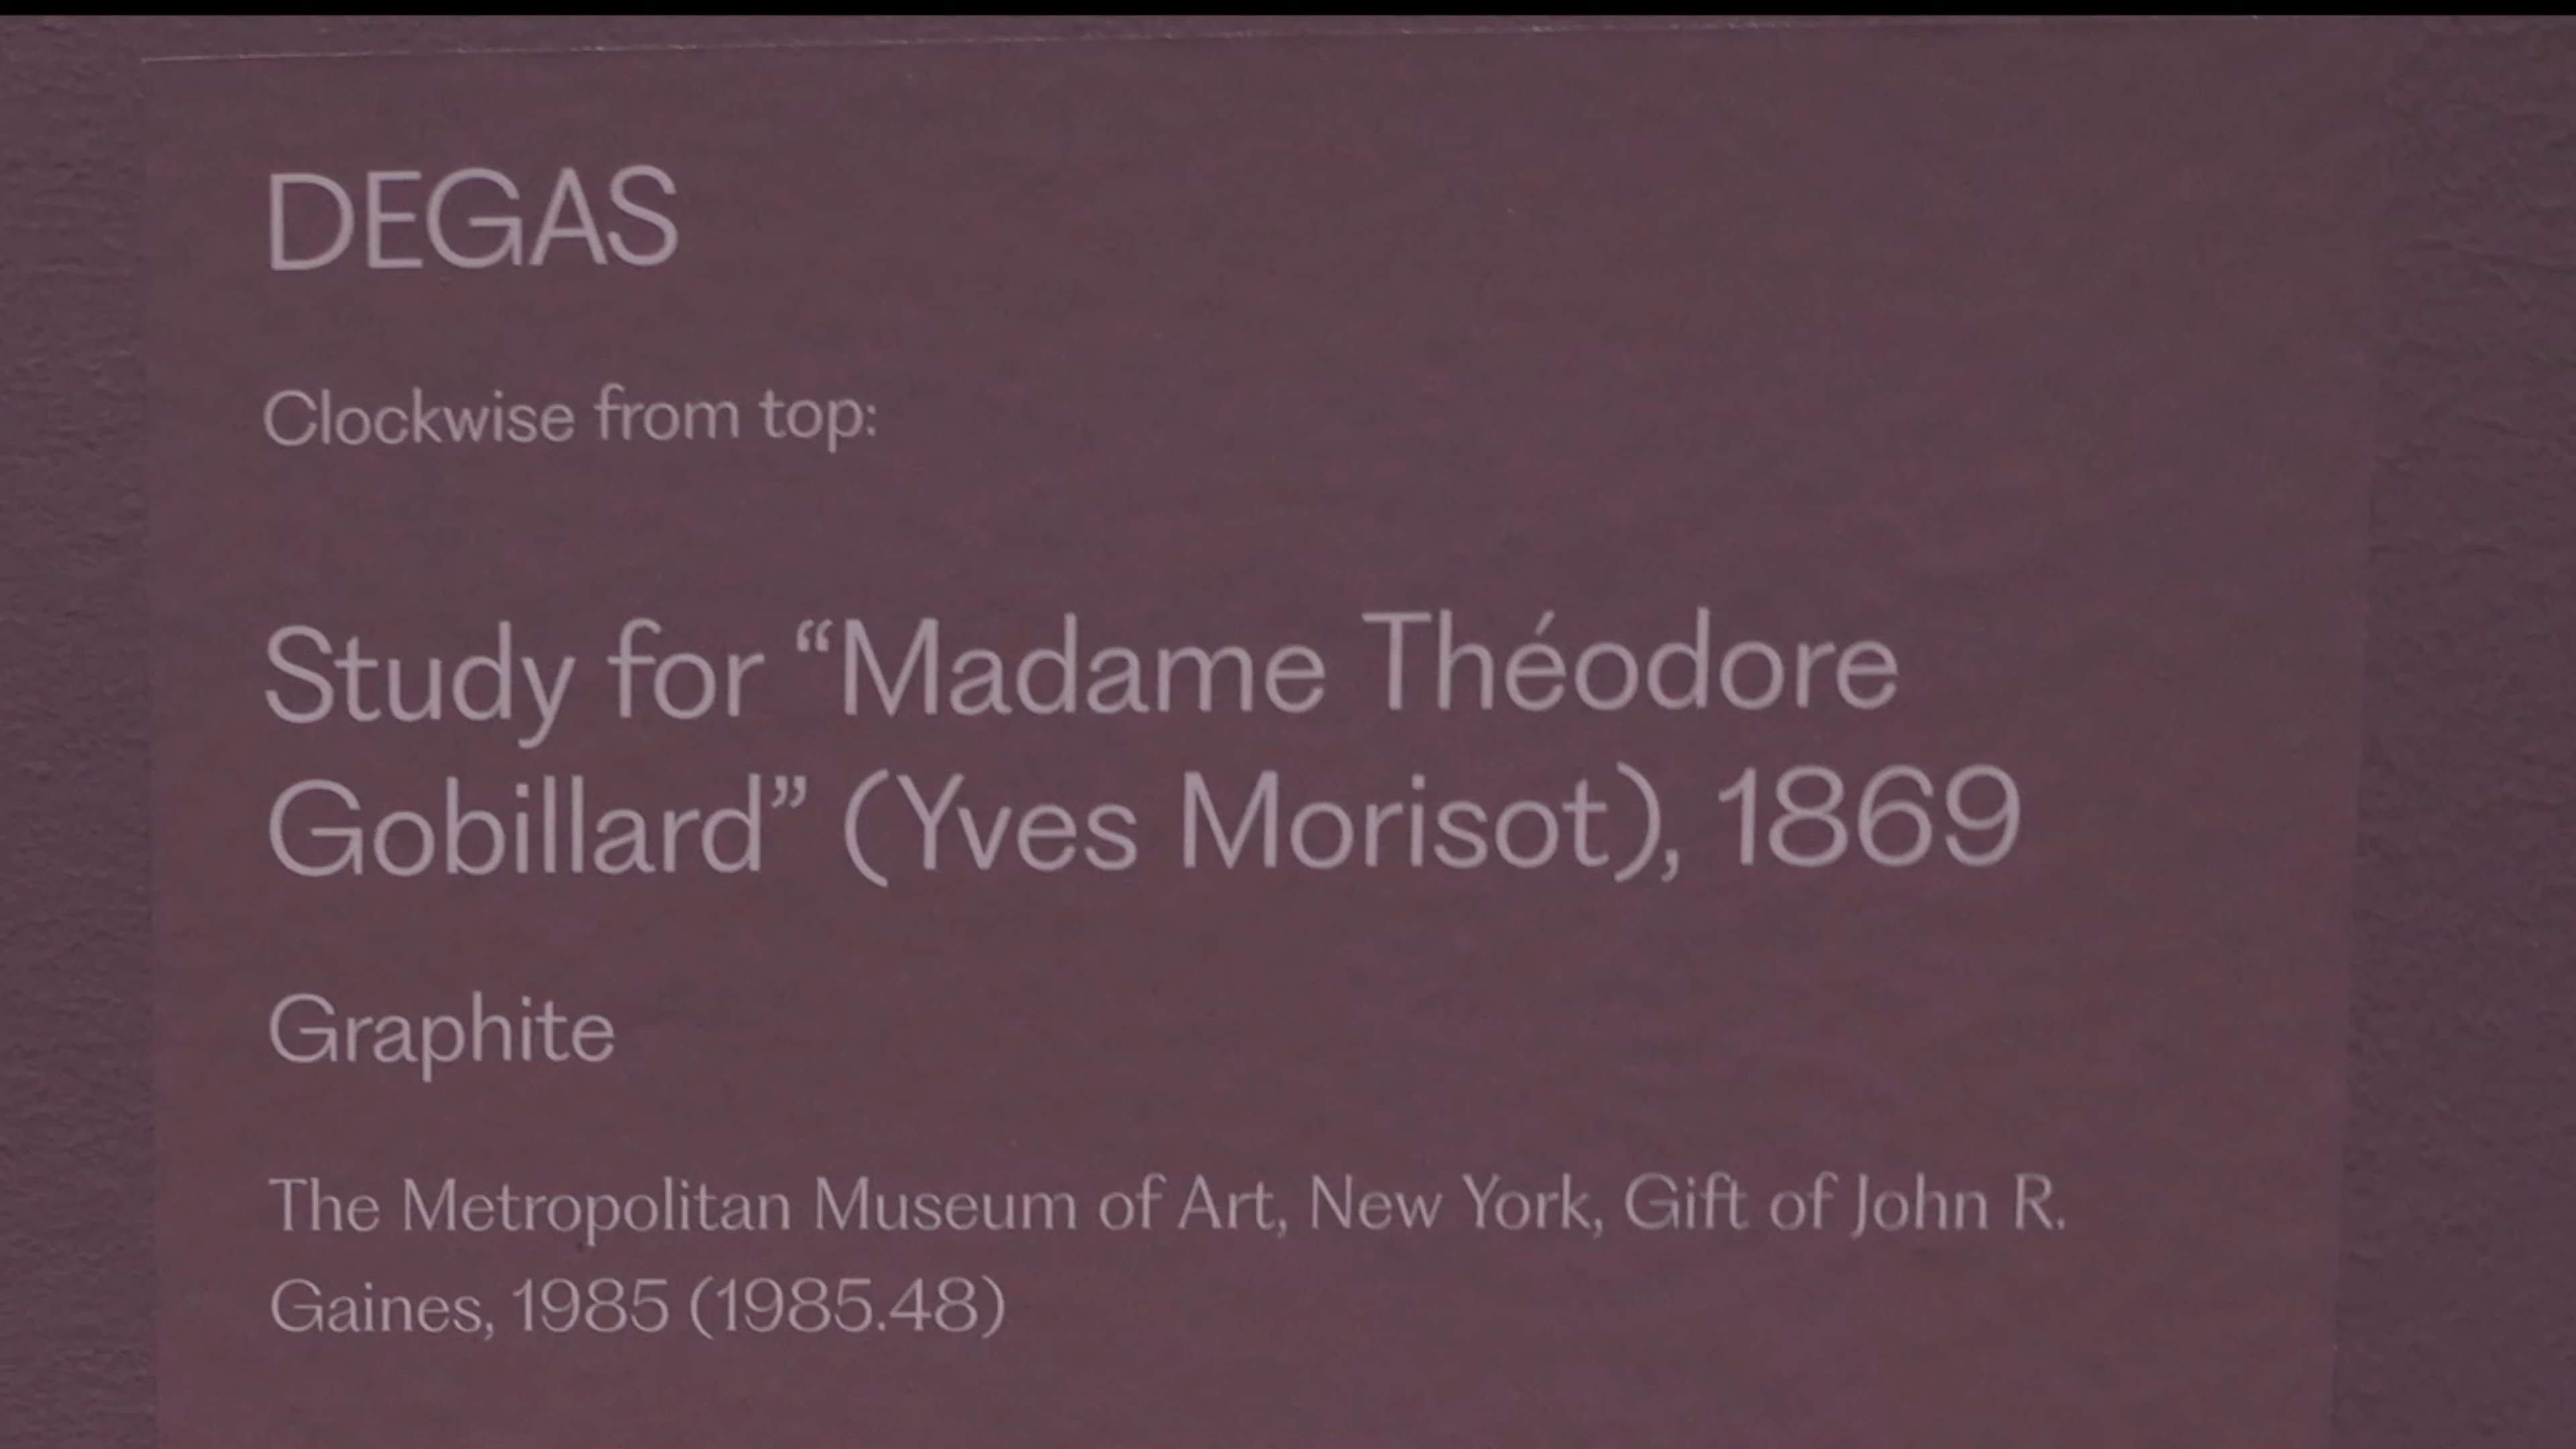 DEGAS
Clockwise from top:
Study for “Madame Théodore
Gobillard” (Yves Morisot), 1869
Graphite
The Metropolitan Museum of Art, New York, Gift of John R.
Gaines, 1985 (1985.48)